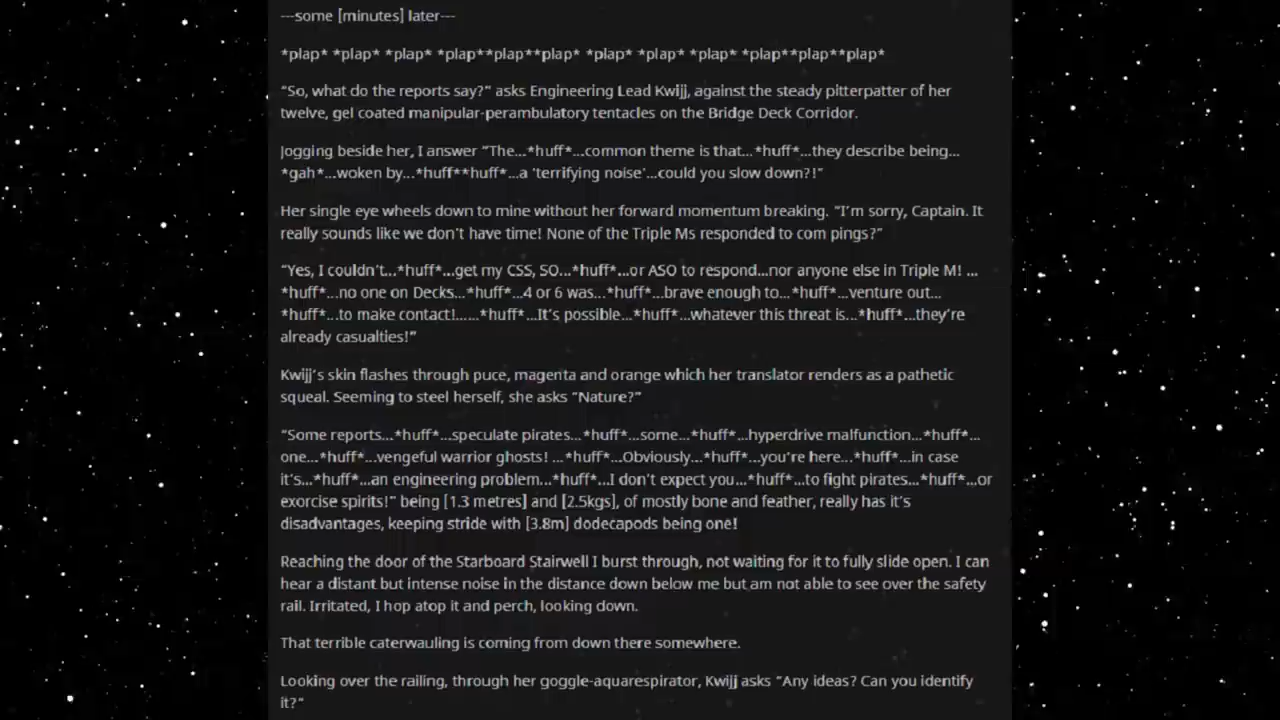 ---some [minutes] later---
*plap* *plap* *plap* *plap**plap**plap* *plap* *plap* *plap* *plap**plap**plap*
“So, what do the reports say?” asks Engineering Lead Kwijj, against the steady pitterpatter of her
twelve, gel coated manipular-perambulatory tentacles on the Bridge Deck Corridor.
Jogging beside her, I answer “The...*huff*...common theme is that...*huff*...they describe being...
*gah*...woken by...*huff**huff*...a 'terrifying noise'...could you slow down?!”
Her single eye wheels down to mine without her forward momentum breaking. “I’m sorry, Captain. It
really sounds like we don’t have time! None of the Triple Ms responded to com pings?”
“Yes, I couldn’t...*huff*...get my CSS, SO...*huff*...or ASO to respond...nor anyone else in Triple M! ...
*huff*...no one on Decks...*huff*...4 or 6 was...*huff*...brave enough to...*huff*...venture out...
*huff*...to make contact!......*huff*...It’s possible...*huff*...whatever this threat is...*huff*...they’re
already casualties!”
Kwijj’s skin flashes through puce, magenta and orange which her translator renders as a pathetic
squeal. Seeming to steel herself, she asks “Nature?”
“Some reports...*huff*...speculate pirates...*huff*...some...*huff*...hyperdrive malfunction...*huff*...
one...*huff*...vengeful warrior ghosts! ...*huff*...Obviously...*huff*...you’re here...*huff*...in case
it’s...*huff*...an engineering problem...*huff*...I don’t expect you...*huff*...to fight pirates...*huff*...or
exorcise spirits!” being [1.3 metres] and [2.5kgs], of mostly bone and feather, really has it’s
disadvantages, keeping stride with [3.8m] dodecapods being one!
Reaching the door of the Starboard Stairwell I burst through, not waiting for it to fully slide open. I can
hear a distant but intense noise in the distance down below me but am not able to see over the safety
rail. Irritated, I hop atop it and perch, looking down.
That terrible caterwauling is coming from down there somewhere.
Looking over the railing, through her goggle-aquarespirator, Kwijj asks “Any ideas? Can you identify
it?”